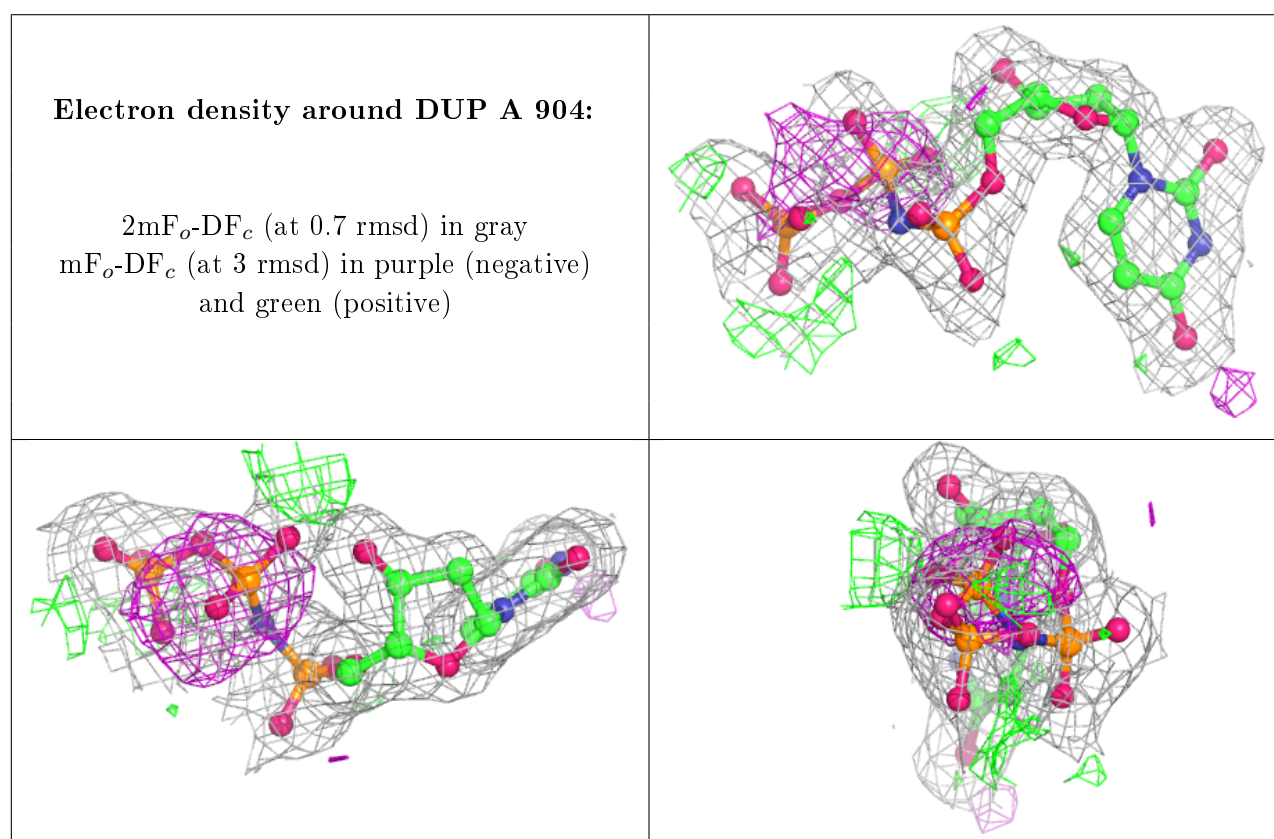 Electron density around DUP A 904:
2mFₒ-DF𝒸 (at 0.7 rmsd) in gray
mFₒ-DF𝒸 (at 3 rmsd) in purple (negative)
and green (positive)